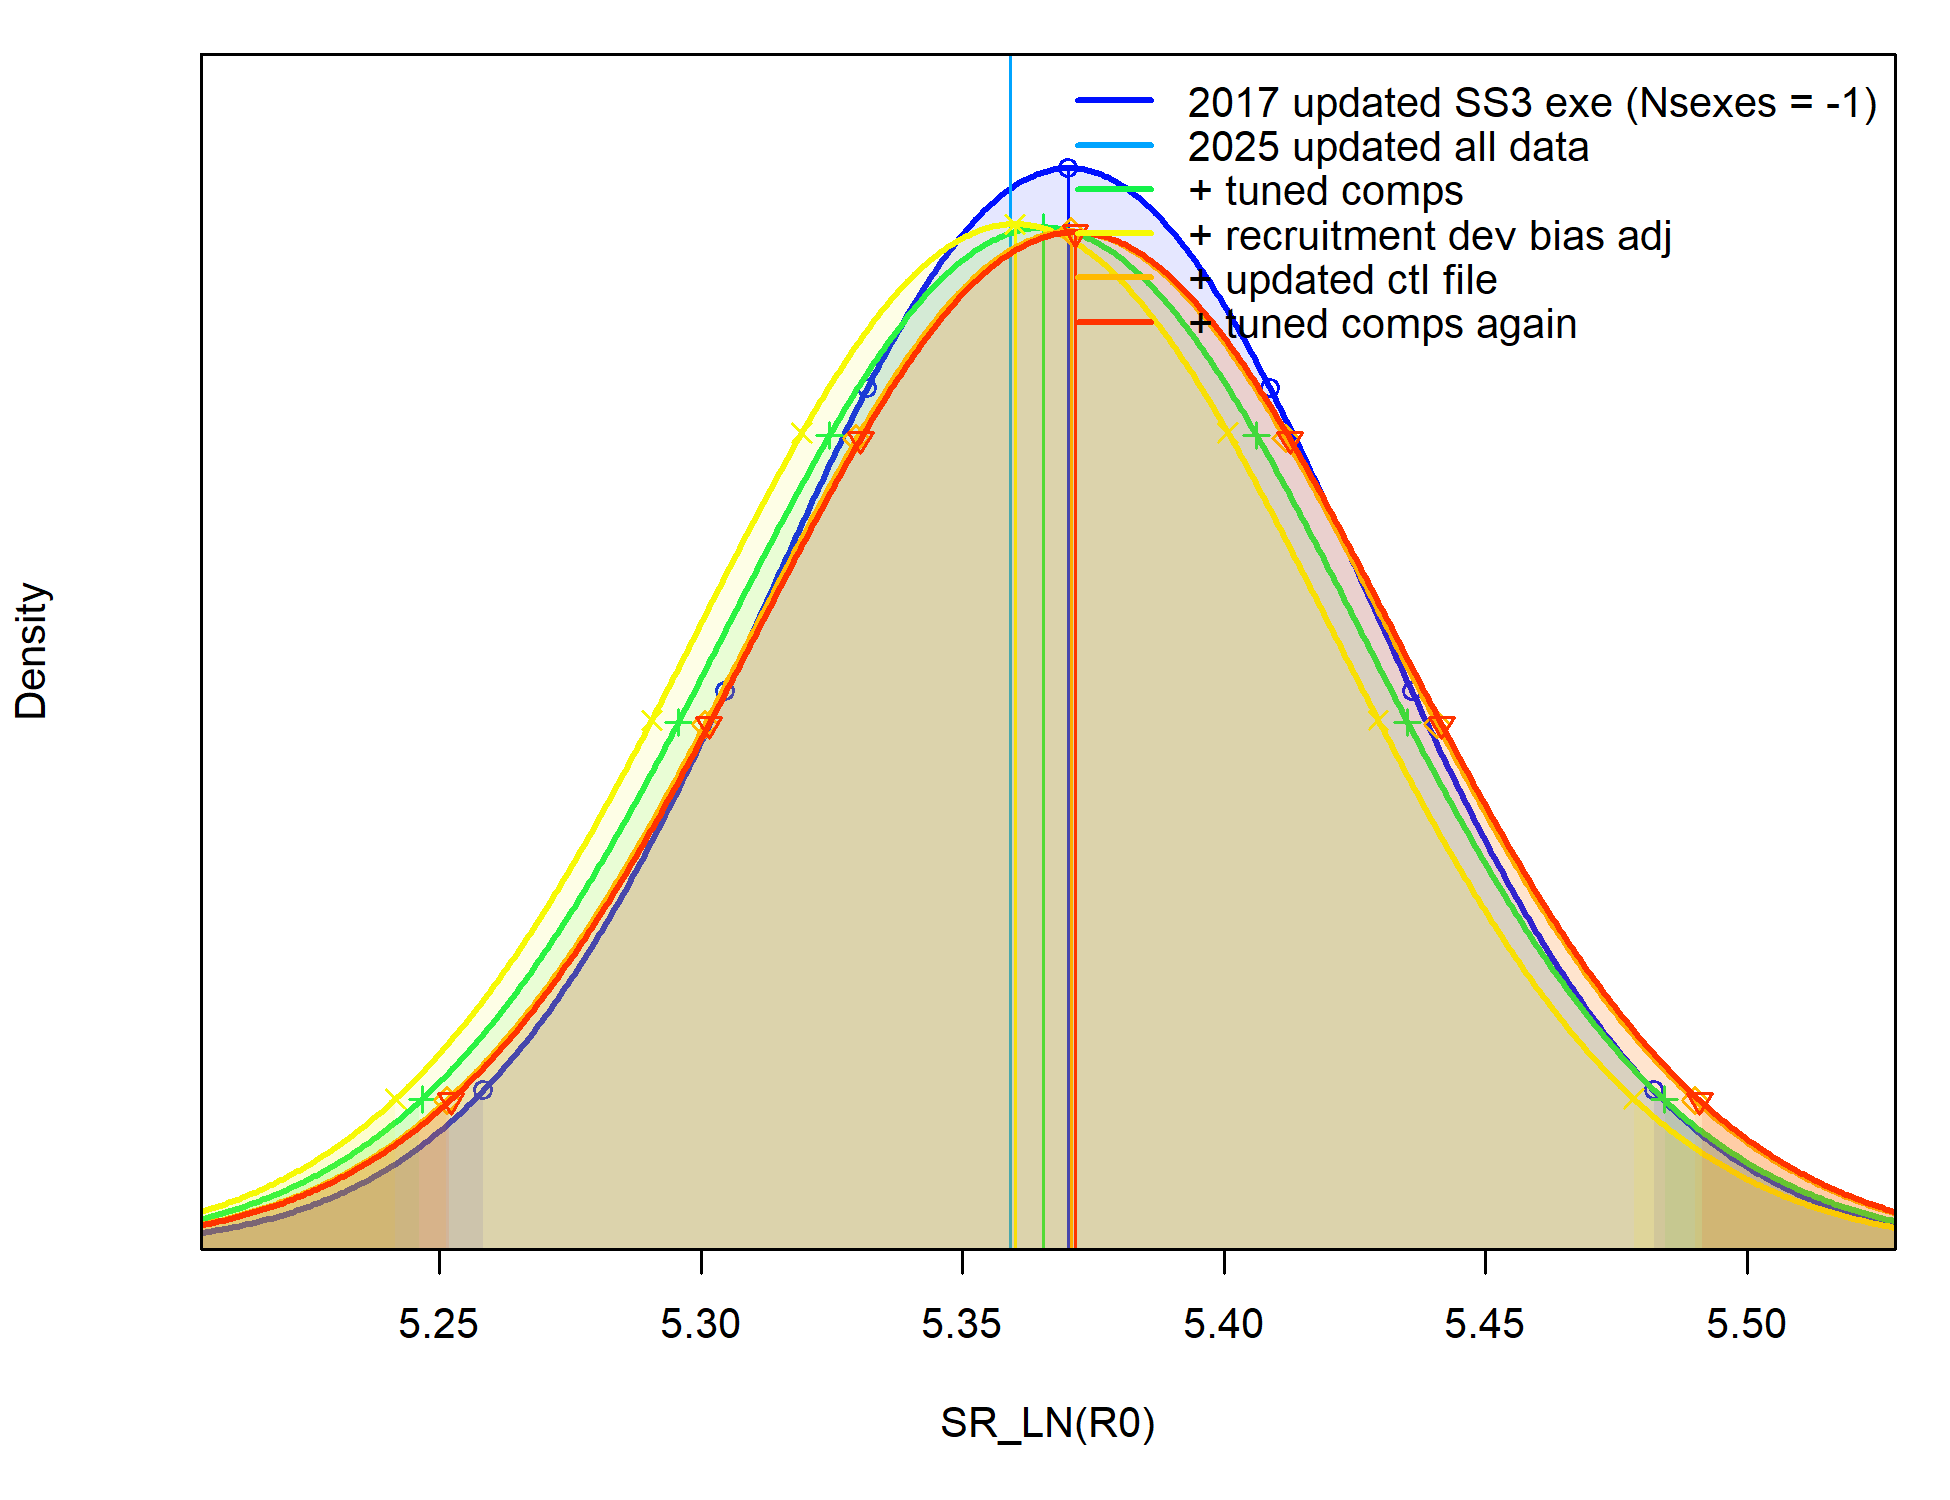 2017 updated SS3 exe (Nsexes = -1)
2025 updated all data
+ tuned comps
+ recruitment dev bias adj
+ updated ctl file
+ tuned comps again
Density
5.25 5.30 5.35 5.40 5.45 5.50
SR_LN(R0)